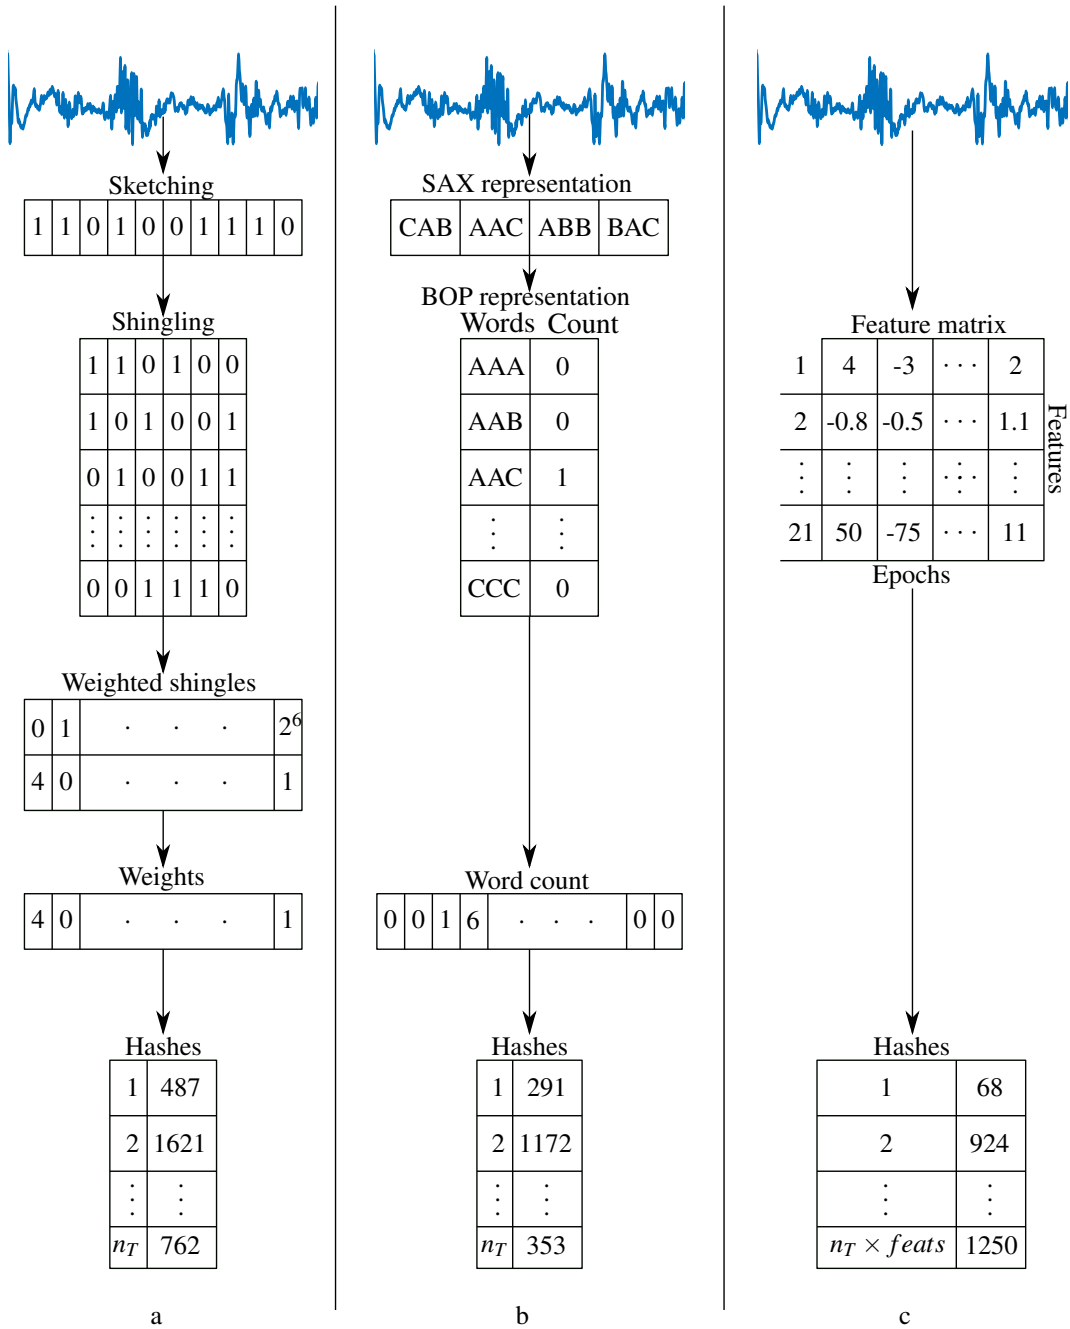 Sketching
1 1 0 1 0 0 1 1 1 0
Shingling
1 1 0 1 0 0
1 0 1 0 0 1
0 1 0 0 1 1
⋮ ⋮ ⋮ ⋮ ⋮ ⋮
0 0 1 1 1 0
Weighted shingles
0 1 · · · 2⁶
4 0 · · · 1
Weights
4 0 · · · 1
Hashes
1 487
2 1621
⋮ ⋮
n_T 762
a
SAX representation
CAB AAC ABB BAC
BOP representation
Words Count
AAA 0
AAB 0
AAC 1
⋮ ⋮
CCC 0
Word count
0 0 1 6 · · · 0 0
Hashes
1 291
2 1172
⋮ ⋮
n_T 353
b
Feature matrix
1 4 -3 ··· 2
2 -0.8 -0.5 ··· 1.1
⋮ ⋮ ⋮ ··· ⋮
21 50 -75 ··· 11
Features
Epochs
Hashes
1 68
2 924
⋮ ⋮
n_T × feats 1250
c